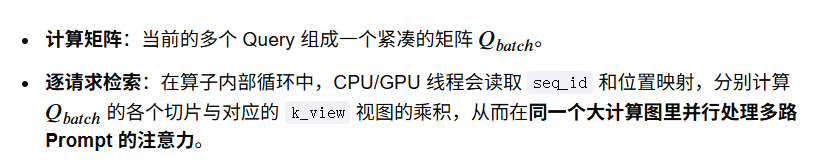 • 计算矩阵：当前的多个 Query 组成一个紧凑的矩阵 Q_batch。
• 逐请求检索：在算子内部循环中，CPU/GPU 线程会读取 seq_id 和位置映射，分别计算
Q_batch 的各个切片与对应的 k_view 视图的乘积，从而在同一个大计算图里并行处理多路
Prompt 的注意力。